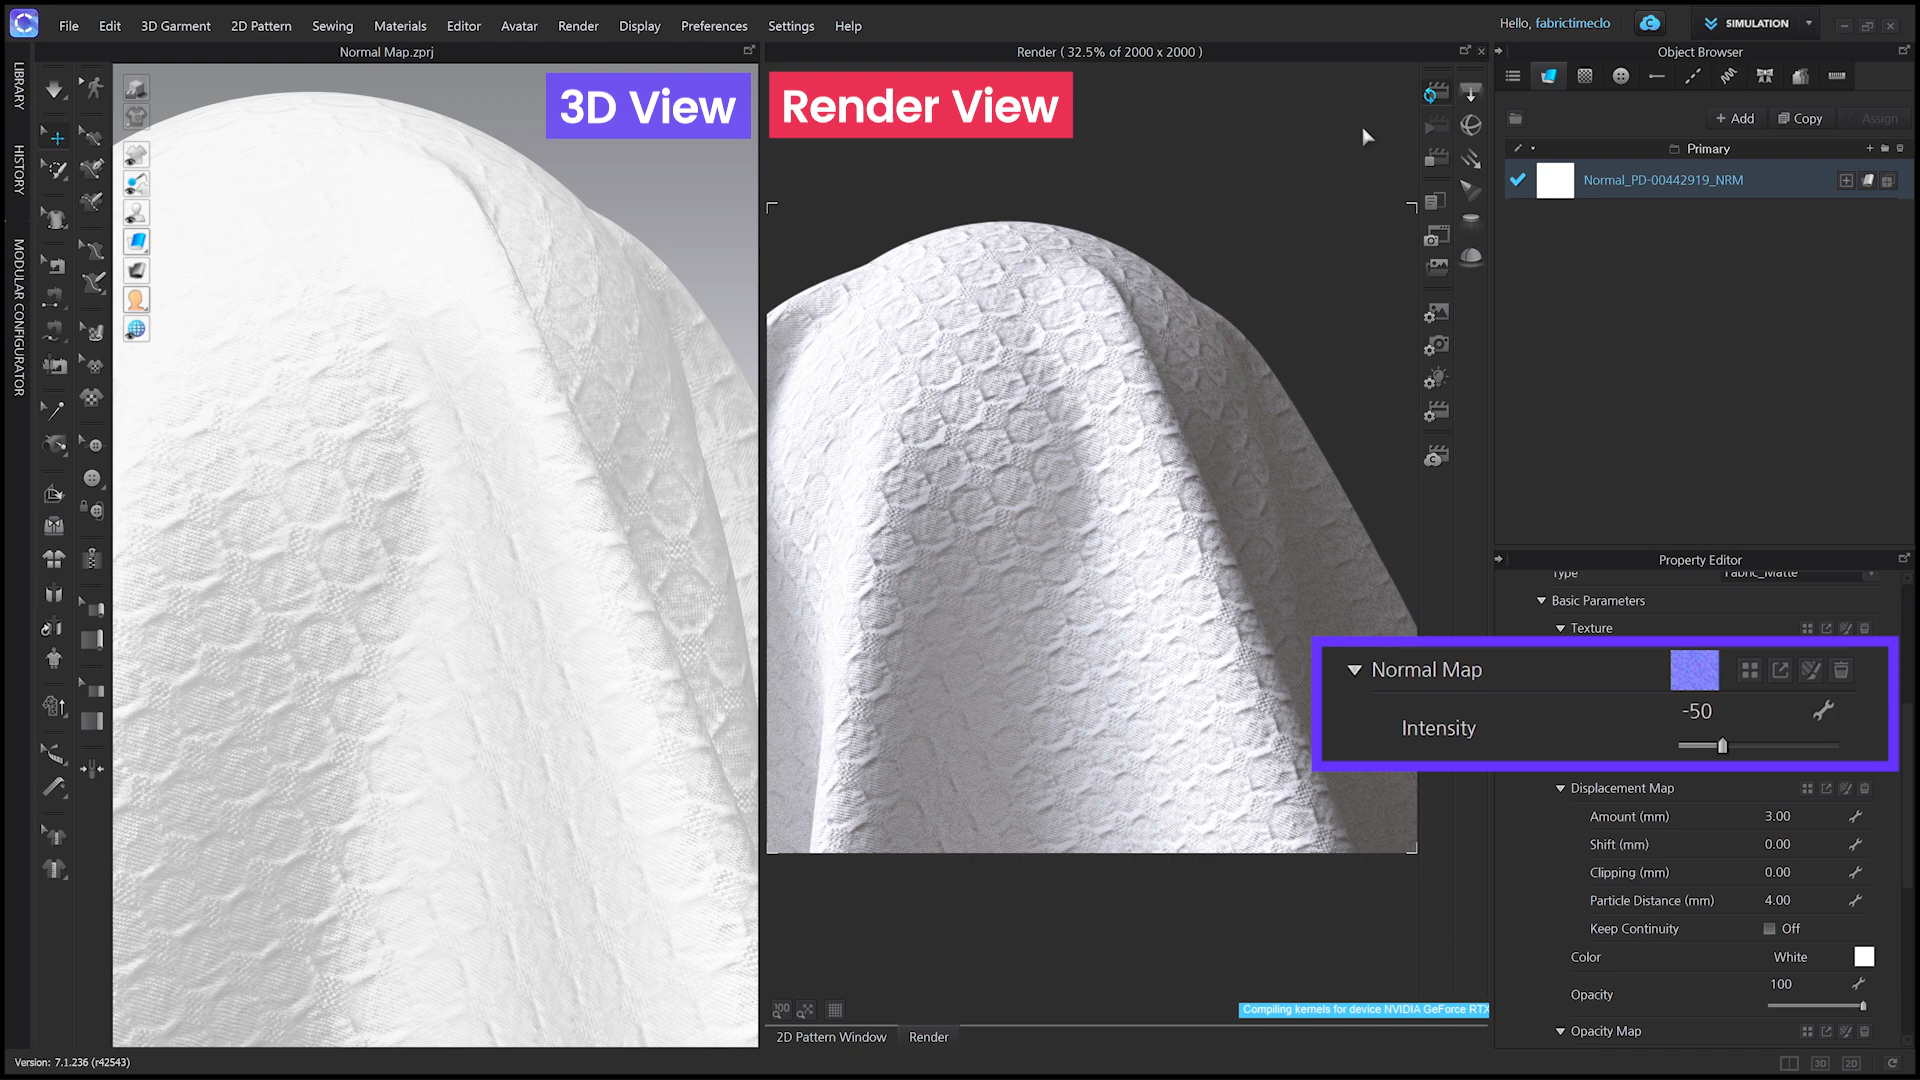 File Edit 3D Garment 2D Pattern Sewing Materials Editor Avatar Render Display Preferences Settings Help
Hello, fabrictimeclo
SIMULATION
Normal Map.zprj
Render ( 32.5% of 2000 x 2000 )
Object Browser
LIBRARY
HISTORY
MODULAR CONFIGURATOR
3D View
Render View
+ Add
Copy
Assign
Primary
Normal_PD-00442919_NRM
Property Editor
Type Fabric_Matte
Basic Parameters
Texture
Normal Map
Intensity -50
Displacement Map
Amount (mm) 3.00
Shift (mm) 0.00
Clipping (mm) 0.00
Particle Distance (mm) 4.00
Keep Continuity Off
Color White
Opacity 100
Opacity Map
100
Compiling kernels for device NVIDIA GeForce RTX
2D Pattern Window Render
Version: 7.1.236 (r42543)
3D 2D